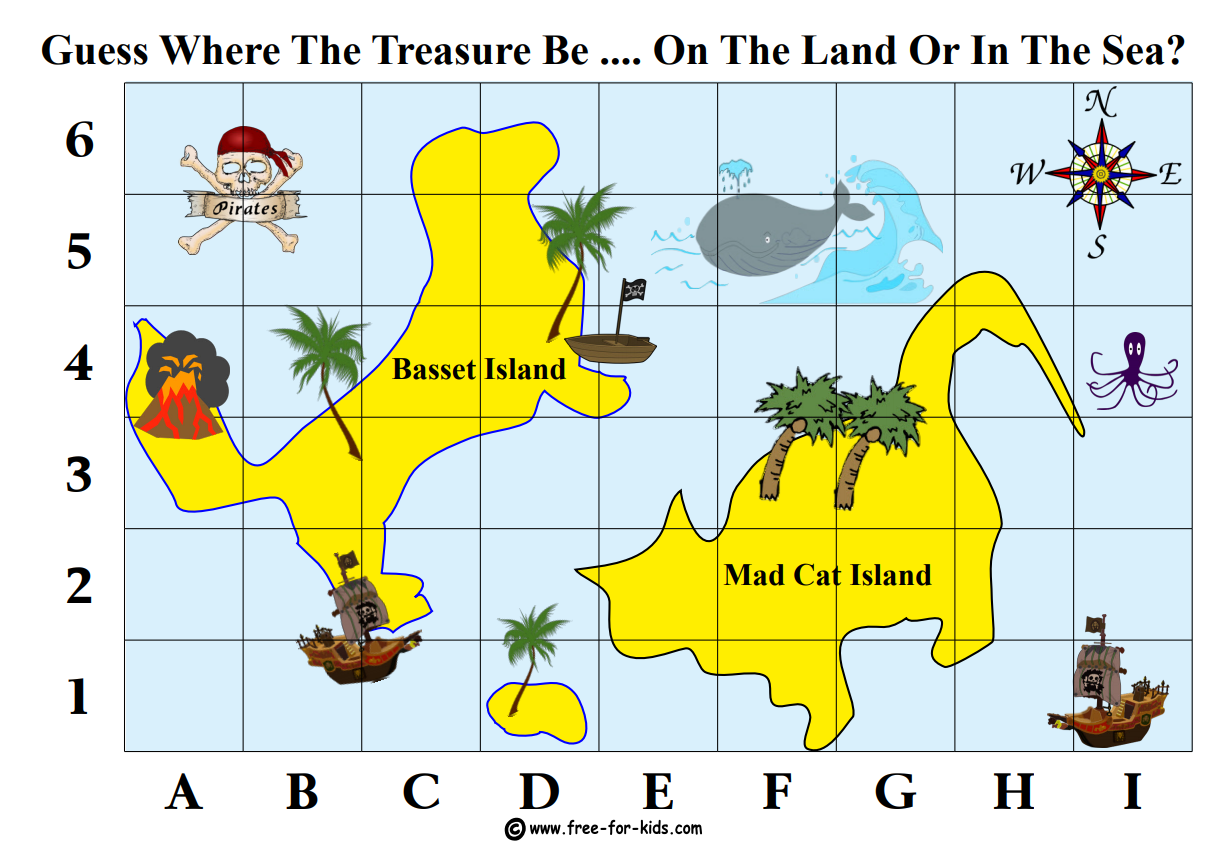 Guess Where The Treasure Be .... On The Land Or In The Sea?
6
N
W
E
S
Pirates
5
4
Basset Island
3
2
Mad Cat Island
1
A B C D E F G H I
© www.free-for-kids.com